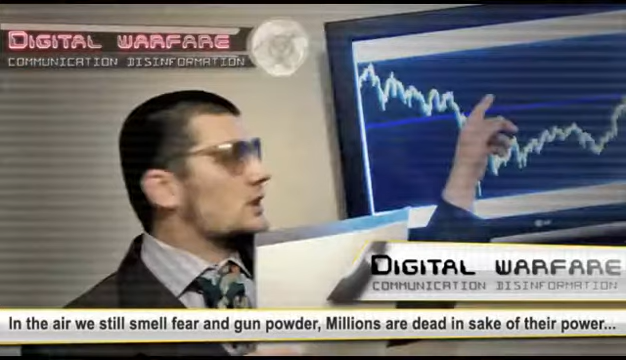 DIGITAL WARFARE
COMMUNICATION DISINFORMATION
DIGITAL WARFARE
COMMUNICATION DISINFORMATION
In the air we still smell fear and gun powder, Millions are dead in sake of their power...